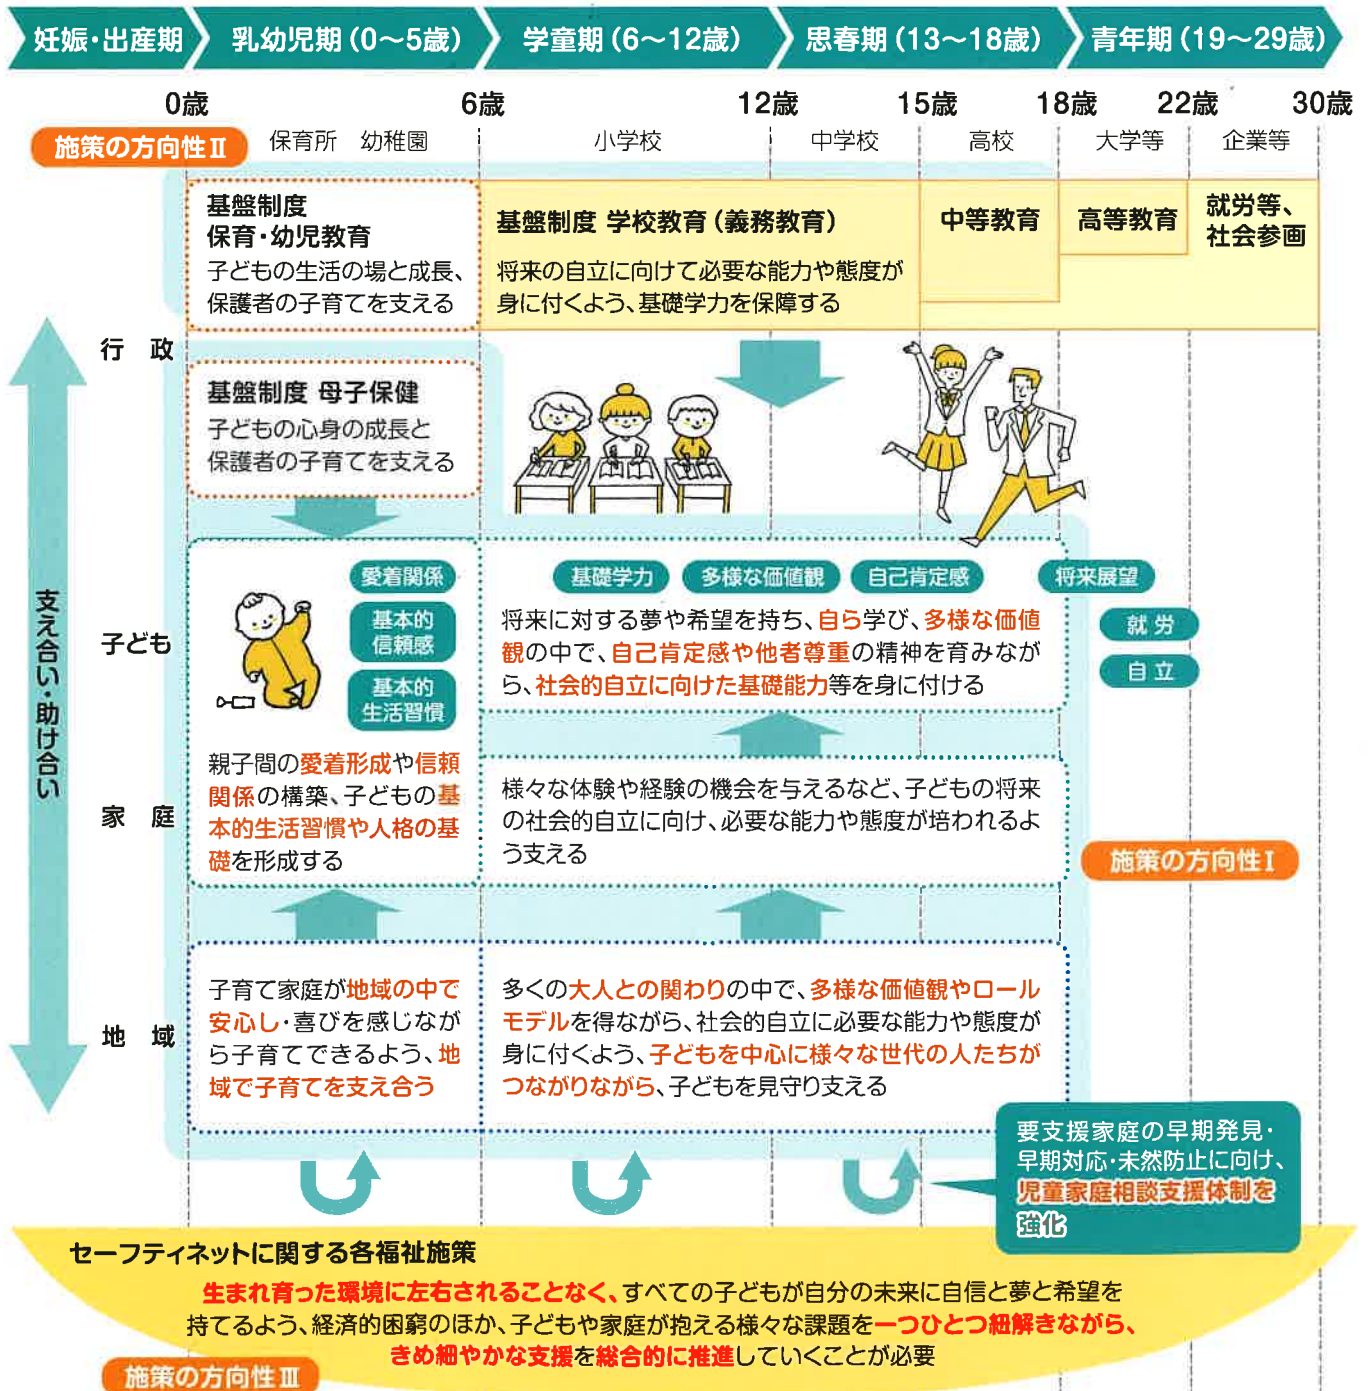 妊娠・出産期
乳幼児期(0～5歳)
学童期(6～12歳)
思春期(13～18歳)
青年期(19～29歳)
0歳
6歳
12歳
15歳
18歳
22歳
30歳
施策の方向性Ⅱ
保育所 幼稚園
小学校
中学校
高校
大学等
企業等
基盤制度
保育・幼児教育
子どもの生活の場と成長、
保護者の子育てを支える
基盤制度 学校教育(義務教育)
将来の自立に向けて必要な能力や態度が
身に付くよう、基礎学力を保障する
中等教育
高等教育
就労等、
社会参画
行 政
基盤制度 母子保健
子どもの心身の成長と
保護者の子育てを支える
支え合い・助け合い
子ども
愛着関係
基本的
信頼感
基本的
生活習慣
基礎学力
多様な価値観
自己肯定感
将来展望
就 労
自 立
将来に対する夢や希望を持ち、自ら学び、多様な価値
観の中で、自己肯定感や他者尊重の精神を育みなが
ら、社会的自立に向けた基礎能力等を身に付ける
家 庭
親子間の愛着形成や信頼
関係の構築、子どもの基
本的生活習慣や人格の基
礎を形成する
様々な体験や経験の機会を与えるなど、子どもの将来
の社会的自立に向け、必要な能力や態度が培われるよ
う支える
施策の方向性Ⅰ
地 域
子育て家庭が地域の中で
安心し・喜びを感じなが
ら子育てできるよう、地
域で子育てを支え合う
多くの大人との関わりの中で、多様な価値観やロール
モデルを得ながら、社会的自立に必要な能力や態度が
身に付くよう、子どもを中心に様々な世代の人たちが
つながりながら、子どもを見守り支える
要支援家庭の早期発見・
早期対応・未然防止に向け、
児童家庭相談支援体制を
強化
セーフティネットに関する各福祉施策
生まれ育った環境に左右されることなく、すべての子どもが自分の未来に自信と夢と希望を
持てるよう、経済的困窮のほか、子どもや家庭が抱える様々な課題を一つひとつ紐解きながら、
きめ細やかな支援を総合的に推進していくことが必要
施策の方向性Ⅲ